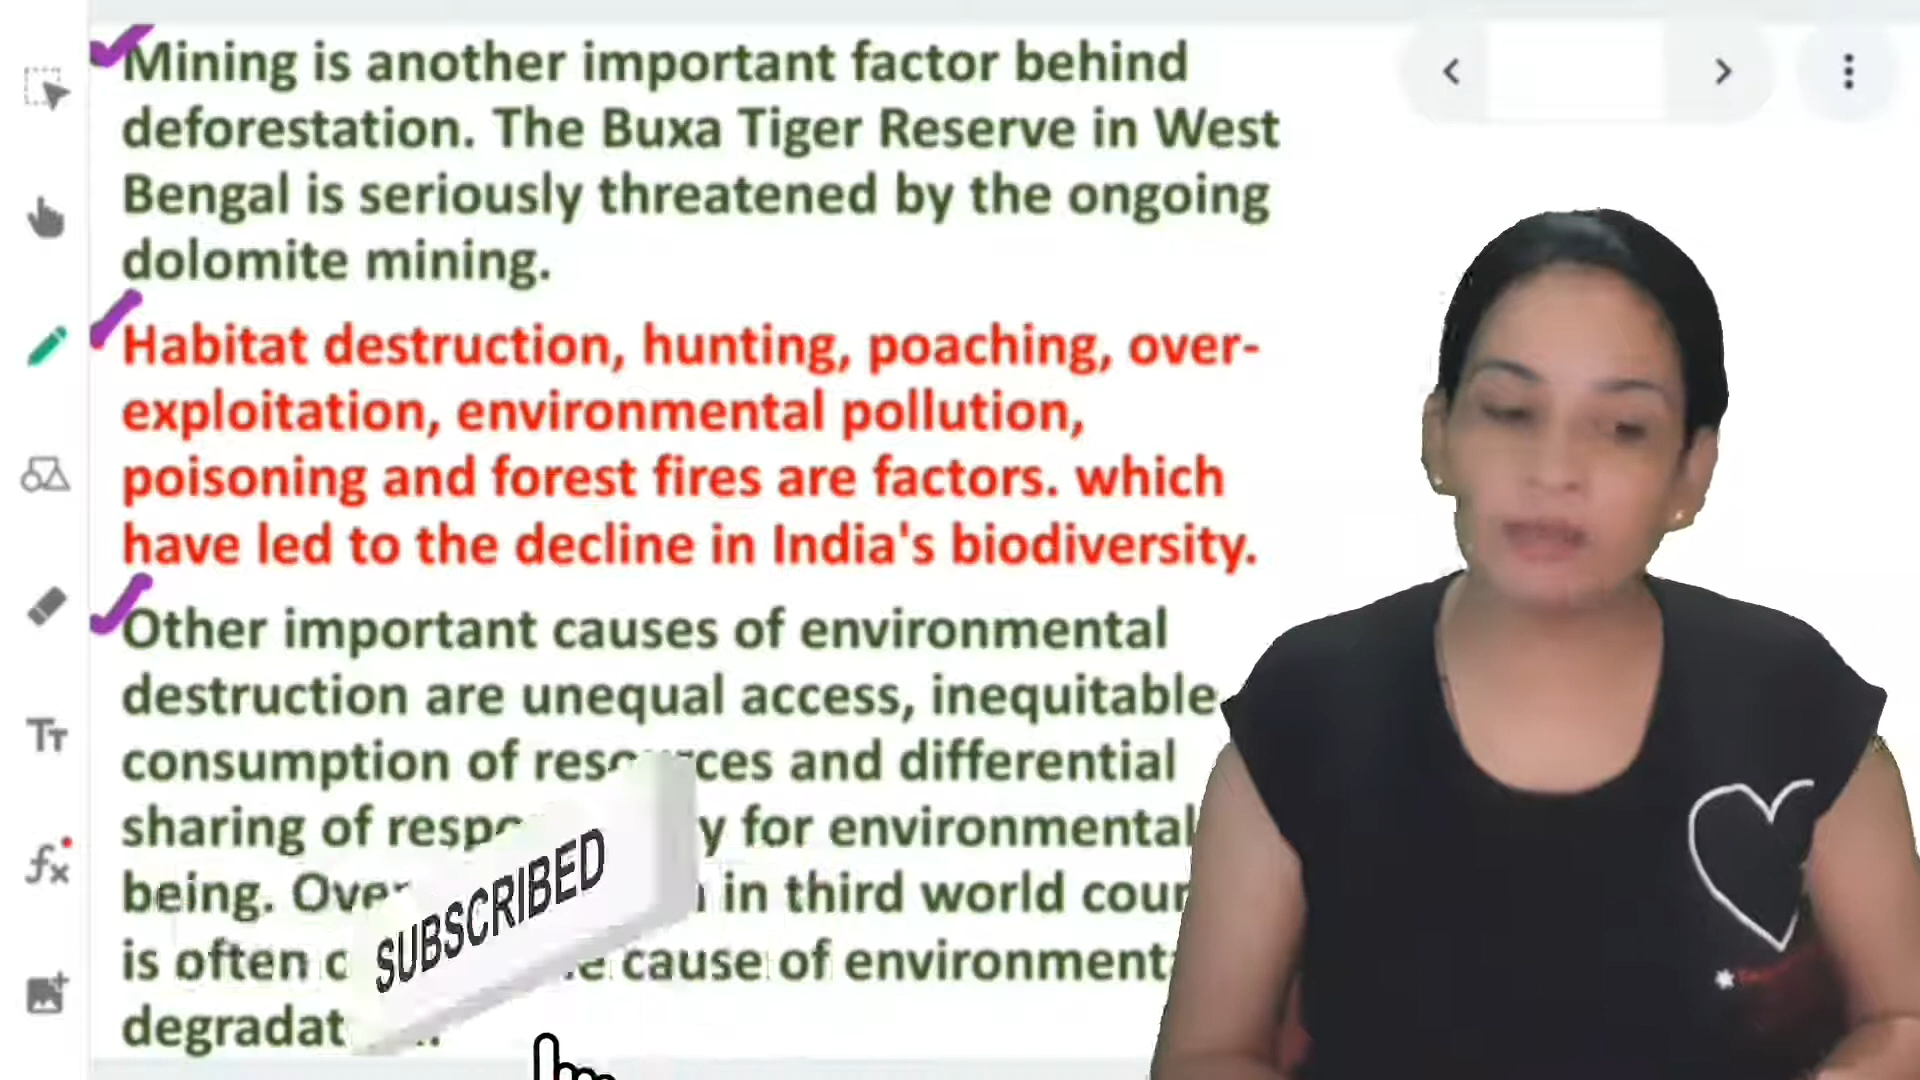 Mining is another important factor behind
deforestation. The Buxa Tiger Reserve in West
Bengal is seriously threatened by the ongoing
dolomite mining.
Habitat destruction, hunting, poaching, over-
exploitation, environmental pollution,
poisoning and forest fires are factors. which
have led to the decline in India's biodiversity.
Other important causes of environmental
destruction are unequal access, inequitable
consumption of resources and differential
sharing of for environmental
being. in third world
is often cause of
SUBSCRIBED
Tт
fx